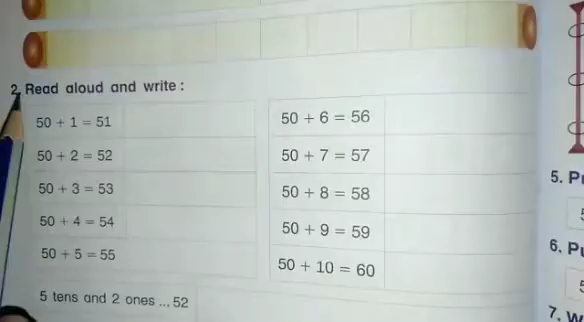 2. Read aloud and write :
50 + 1 = 51
50 + 2 = 52
50 + 3 = 53
50 + 4 = 54
50 + 5 = 55
50 + 6 = 56
50 + 7 = 57
50 + 8 = 58
50 + 9 = 59
50 + 10 = 60
5 tens and 2 ones ... 52
5.
6.
7.